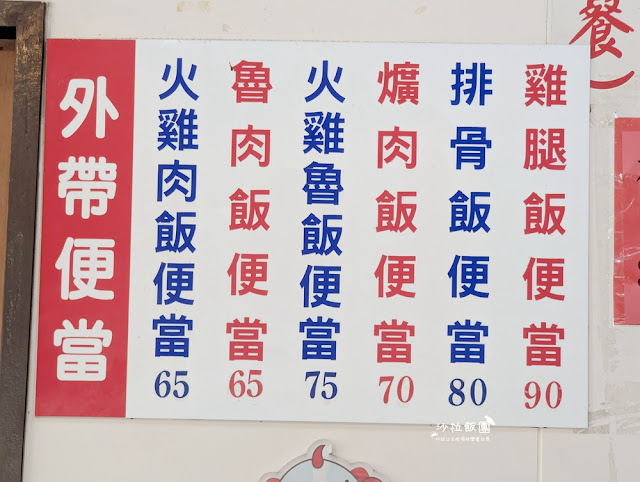 外帶便當
火雞肉飯便當 65
魯肉飯便當 65
火雞魯飯便當 75
爌肉飯便當 70
排骨飯便當 80
雞腿飯便當 90
餐
沙拉飯團